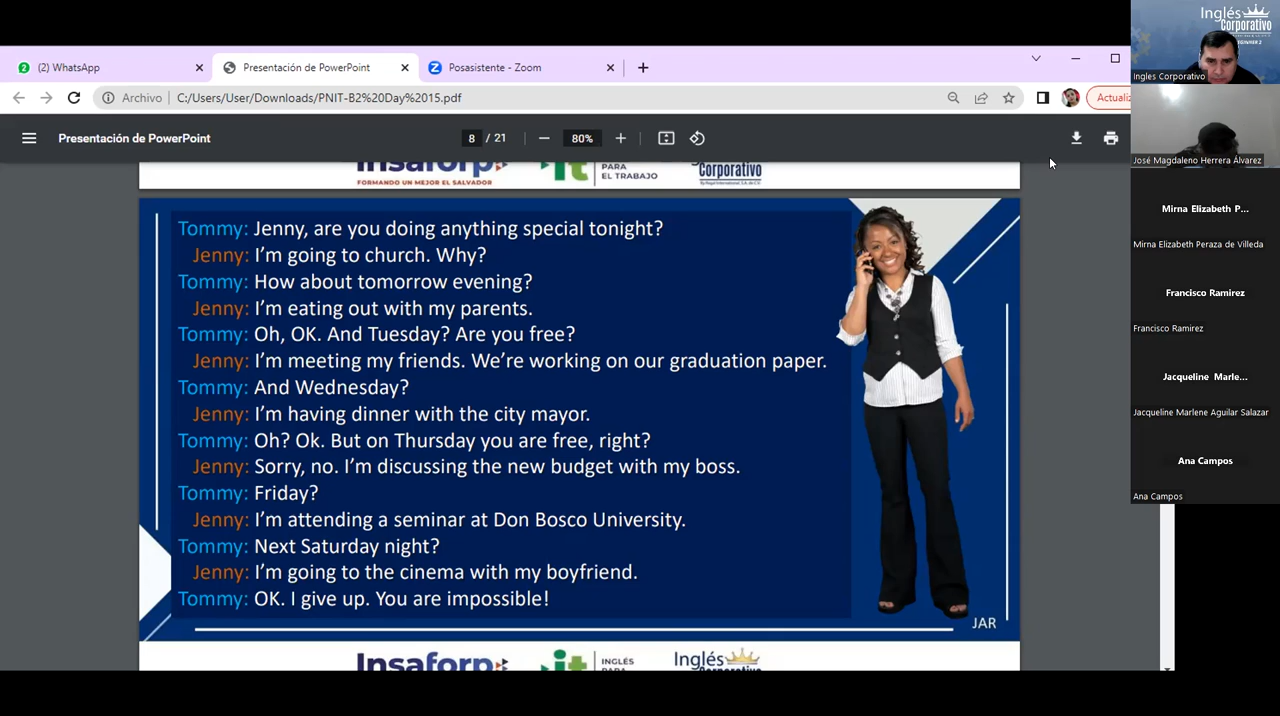 Inglés
Corporativo
BEGINNER 2
Ingles Corporativo
(2) WhatsApp
Presentación de PowerPoint
Posasistente - Zoom
Archivo
C:/Users/User/Downloads/PNIT-B2%20Day%2015.pdf
Actualiz
Presentación de PowerPoint
8 / 21
80%
José Magdaleno Herrera Álvarez
Insaforp
FORMANDO UN MEJOR EL SALVADOR
it
PARA
EL TRABAJO
Corporativo
Tommy: Jenny, are you doing anything special tonight?
Jenny: I'm going to church. Why?
Tommy: How about tomorrow evening?
Jenny: I'm eating out with my parents.
Tommy: Oh, OK. And Tuesday? Are you free?
Jenny: I'm meeting my friends. We're working on our graduation paper.
Tommy: And Wednesday?
Jenny: I'm having dinner with the city mayor.
Tommy: Oh? Ok. But on Thursday you are free, right?
Jenny: Sorry, no. I'm discussing the new budget with my boss.
Tommy: Friday?
Jenny: I'm attending a seminar at Don Bosco University.
Tommy: Next Saturday night?
Jenny: I'm going to the cinema with my boyfriend.
Tommy: OK. I give up. You are impossible!
JAR
Insaforp
it
INGLÉS
PARA
Inglés
Mirna Elizabeth P...
Mirna Elizabeth Peraza de Villeda
Francisco Ramirez
Francisco Ramirez
Jacqueline Marle...
Jacqueline Marlene Aguilar Salazar
Ana Campos
Ana Campos